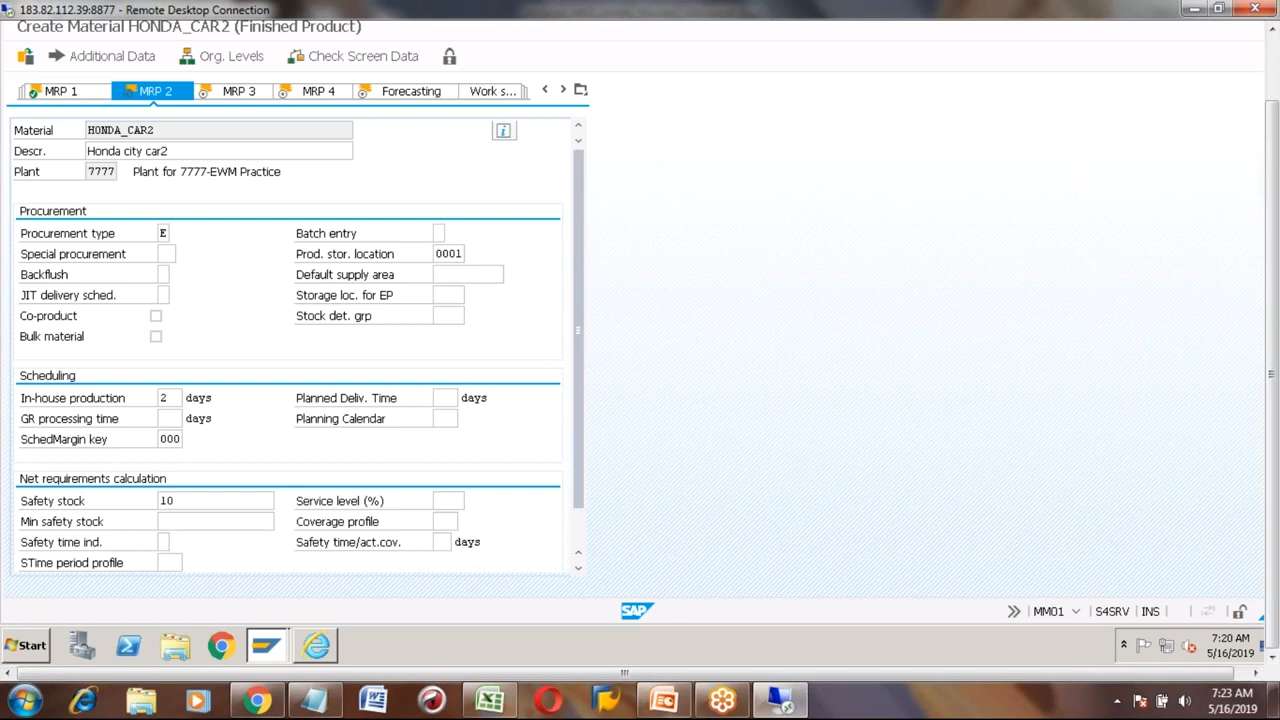 183.82.112.39:8877 - Remote Desktop Connection
Create Material HONDA_CAR2 (Finished Product)
Additional Data Org. Levels Check Screen Data
MRP 1 MRP 2 MRP 3 MRP 4 Forecasting Work s...
Material HONDA_CAR2
Descr. Honda city car2
Plant 7777 Plant for 7777-EWM Practice
Procurement
Procurement type E Batch entry
Special procurement Prod. stor. location 0001
Backflush Default supply area
JIT delivery sched. Storage loc. for EP
Co-product Stock det. grp
Bulk material
Scheduling
In-house production 2 days Planned Deliv. Time days
GR processing time days Planning Calendar
SchedMargin key 000
Net requirements calculation
Safety stock 10 Service level (%)
Min safety stock Coverage profile
Safety time ind. Safety time/act.cov. days
STime period profile
SAP MM01 S4SRV INS
Start 7:20 AM
5/16/2019
7:23 AM
5/16/2019